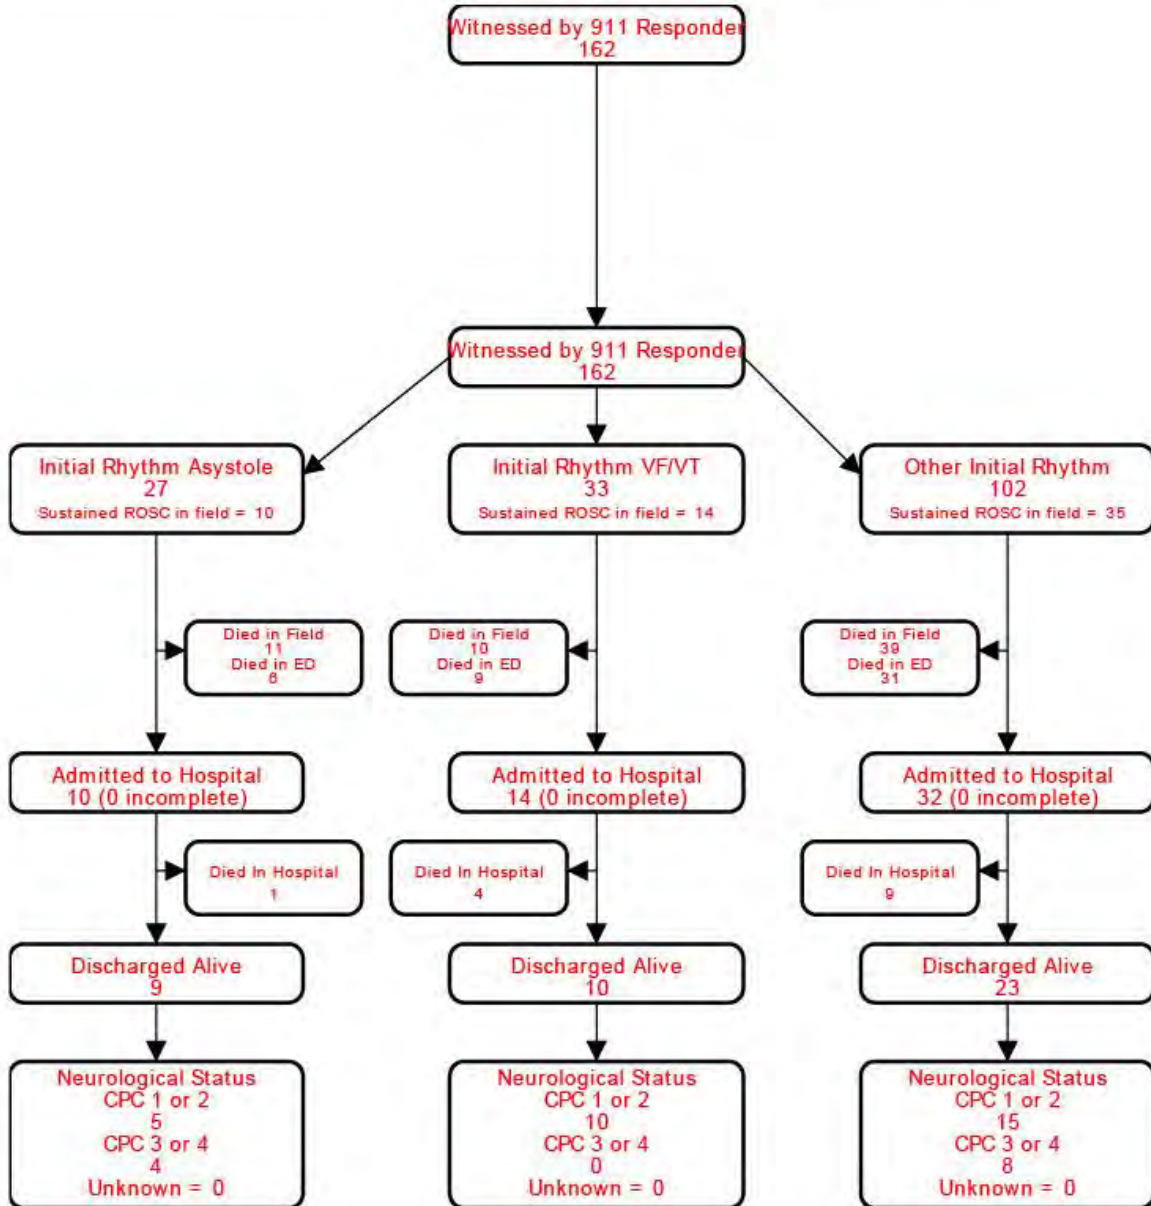 Witnessed by 911 Responder
162
Witnessed by 911 Responder
162
Initial Rhythm Asystole
27
Sustained ROSC in field = 10
Initial Rhythm VF/VT
33
Sustained ROSC in field = 14
Other Initial Rhythm
102
Sustained ROSC in field = 35
Died in Field
11
Died in ED
6
Died in Field
10
Died in ED
9
Died in Field
39
Died in ED
31
Admitted to Hospital
10 (0 incomplete)
Admitted to Hospital
14 (0 incomplete)
Admitted to Hospital
32 (0 incomplete)
Died In Hospital
1
Died In Hospital
4
Died In Hospital
9
Discharged Alive
9
Discharged Alive
10
Discharged Alive
23
Neurological Status
CPC 1 or 2
5
CPC 3 or 4
4
Unknown = 0
Neurological Status
CPC 1 or 2
10
CPC 3 or 4
0
Unknown = 0
Neurological Status
CPC 1 or 2
15
CPC 3 or 4
8
Unknown = 0